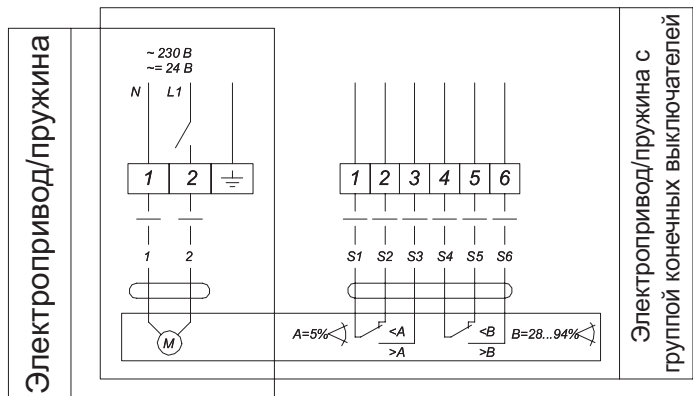 Электропривод/пружина
~ 230 В
~= 24 В
N L1
1 2
1 2 3 4 5 6
1 2
S1 S2 S3 S4 S5 S6
M
A=5% <A >A <B >B B=28...94%
Электропривод/пружина с
группой конечных выключателей